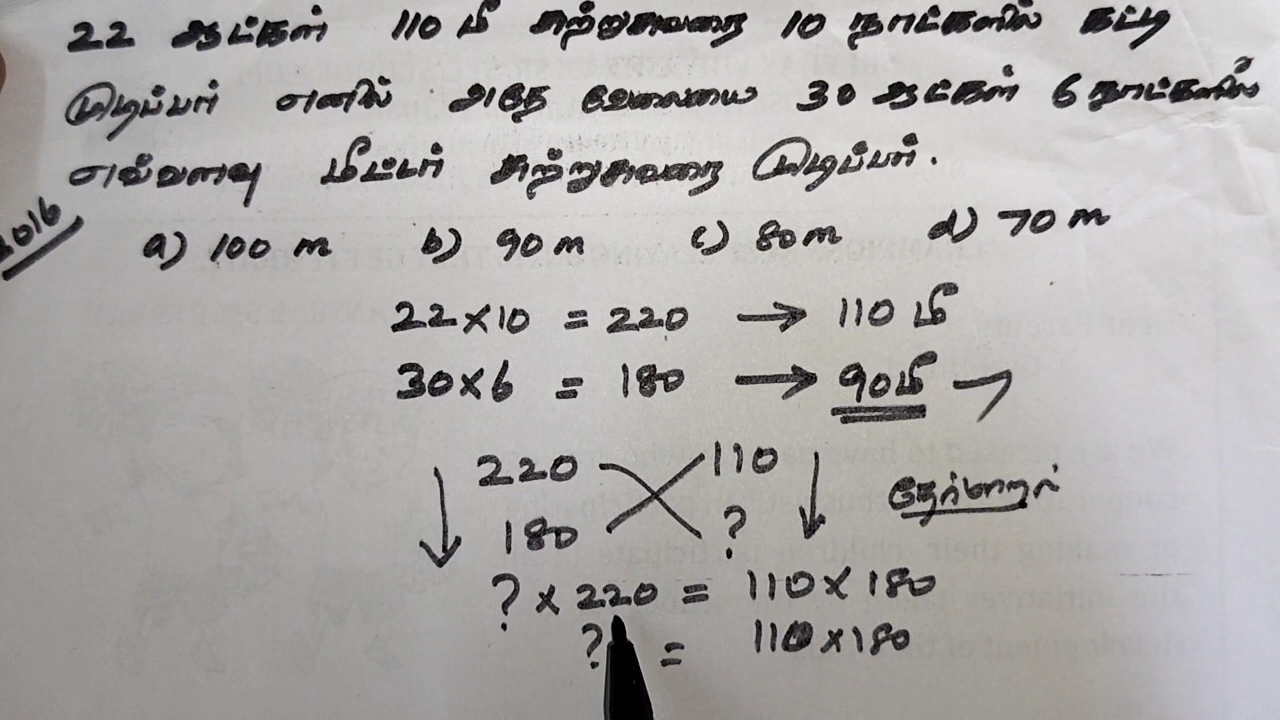 22 ஆட்கள் 110 மீ சுற்றுசுவரை 10 நாட்களில் கட்டி
முடிப்பர் எனில் அதே வேலையை 30 ஆட்கள் 6 நாட்களில்
எவ்வளவு மீட்டர் சுற்றுசுவரை முடிப்பர்.
2016
a) 100 m b) 90 m c) 80 m d) 70 m
22 × 10 = 220 → 110 மீ
30 × 6 = 180 → 90 மீ
↓ 220 110 ↓ நேர்மாறல்
180 ?
? × 220 = 110 × 180
? = 110 × 180